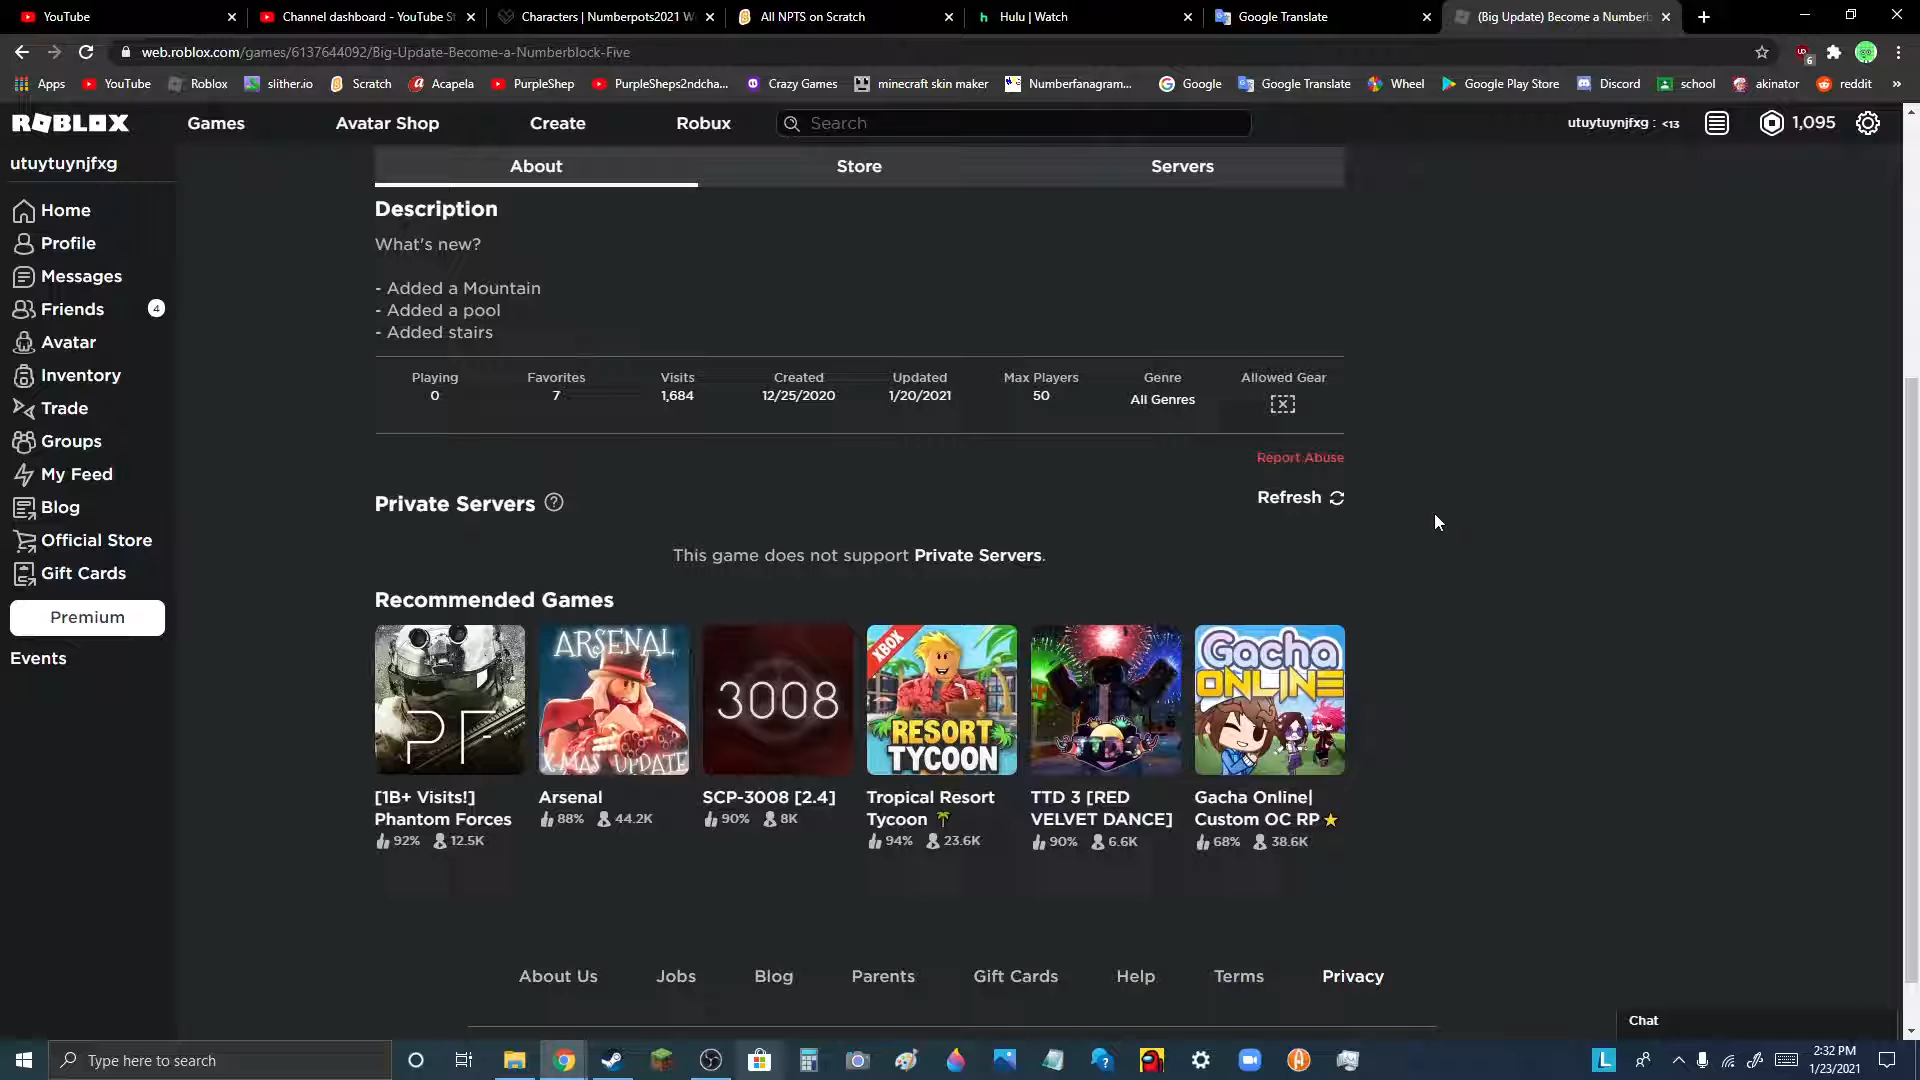 YouTube
Channel dashboard - YouTube St
Characters | Numberpots2021 W
All NPTS on Scratch
Hulu | Watch
Google Translate
(Big Update) Become a Numberb
web.roblox.com/games/6137644092/Big-Update-Become-a-Numberblock-Five
6
Apps YouTube Roblox slither.io Scratch Acapela PurpleShep PurpleSheps2ndcha... Crazy Games minecraft skin maker Numberfanagram... Google Google Translate Wheel Google Play Store Discord school akinator reddit »
ROBLOX Games Avatar Shop Create Robux Search utuytuynjfxg : <13 1,095
utuytuynjfxg
Home
Profile
Messages
Friends 4
Avatar
Inventory
Trade
Groups
My Feed
Blog
Official Store
Gift Cards
Premium
Events
About Store Servers
Description
What's new?
- Added a Mountain
- Added a pool
- Added stairs
Playing Favorites Visits Created Updated Max Players Genre Allowed Gear
0 7 1,684 12/25/2020 1/20/2021 50 All Genres
Report Abuse
Private Servers ? Refresh
This game does not support Private Servers.
Recommended Games
PF
ARSENAL
X-MAS UPDATE
3008
XBOX
RESORT
TYCOON
Gacha
ONLINE
[1B+ Visits!]
Phantom Forces
92% 12.5K
Arsenal
88% 44.2K
SCP-3008 [2.4]
90% 8K
Tropical Resort
Tycoon 🌴
94% 23.6K
TTD 3 [RED
VELVET DANCE]
90% 6.6K
Gacha Online|
Custom OC RP ⭐
68% 38.6K
About Us Jobs Blog Parents Gift Cards Help Terms Privacy
Chat
Type here to search
2:32 PM
1/23/2021